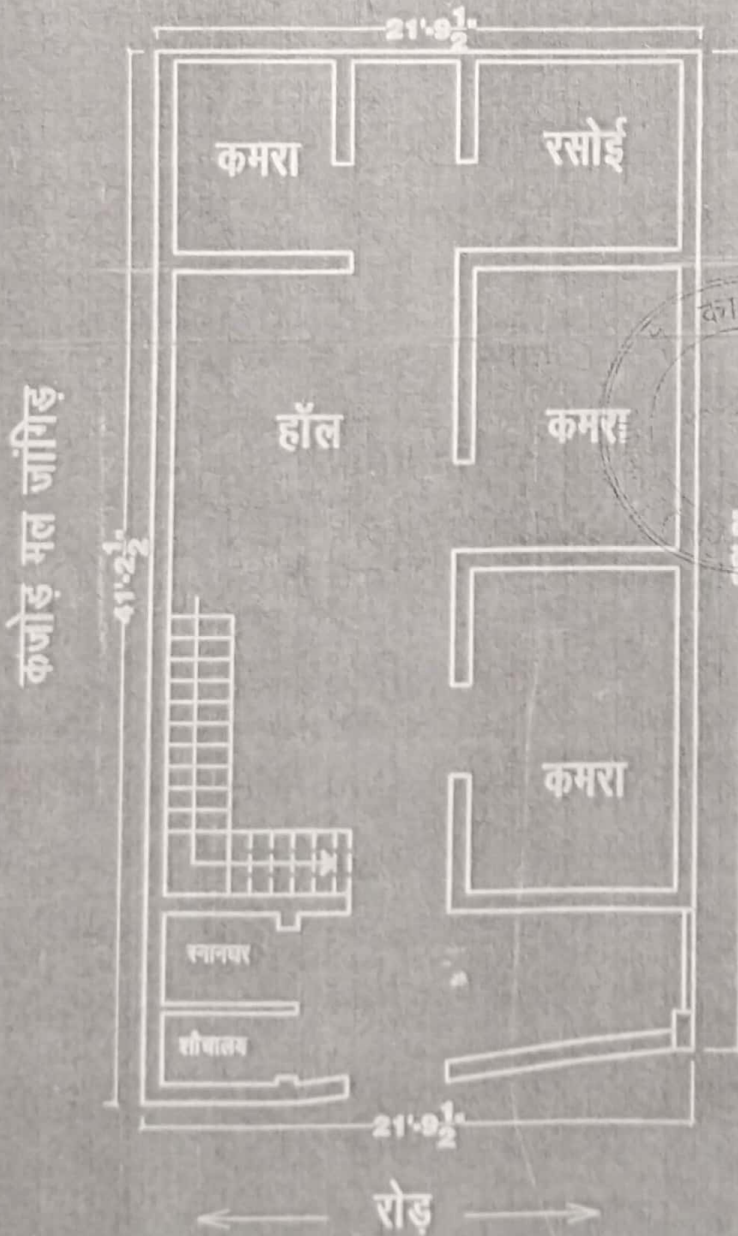 21'-9½"
कमरा
रसोई
हॉल
कमरा
कजोड़ मल जांगिड़
41'-2½"
कमरा
स्नानघर
शौचालय
21'-9½"
रोड़